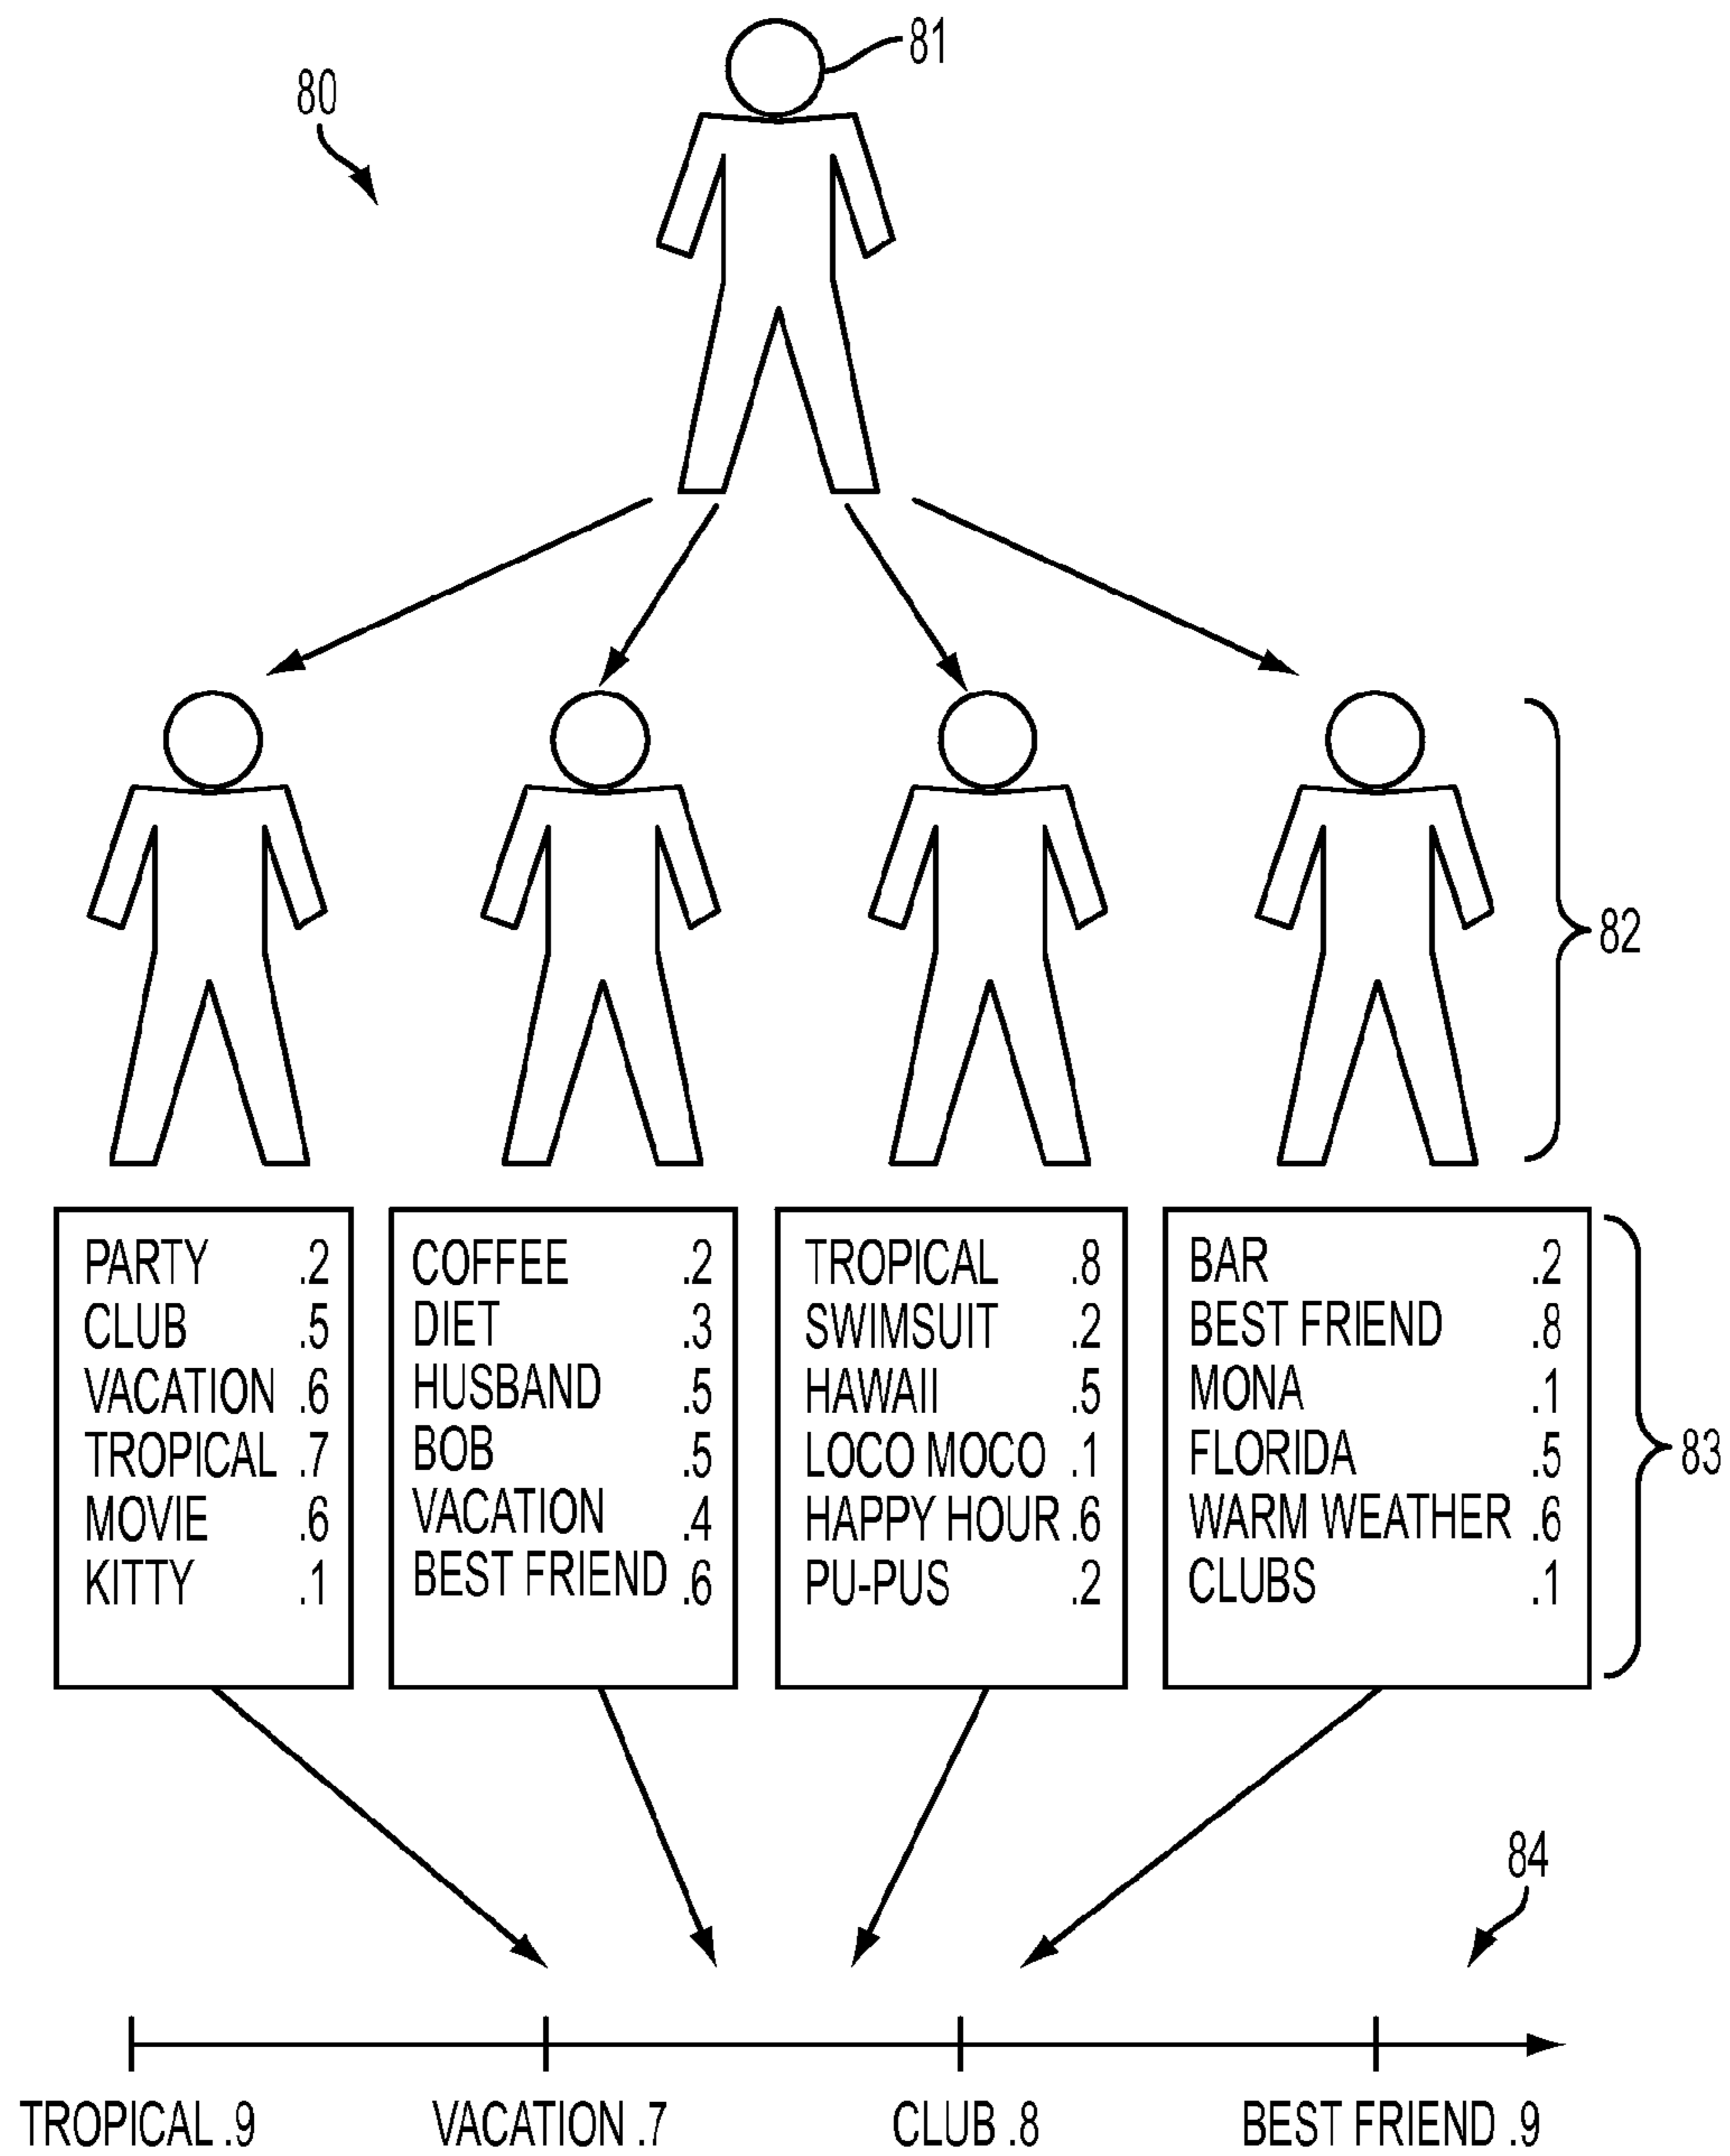 81
80
82
PARTY .2
CLUB .5
VACATION .6
TROPICAL .7
MOVIE .6
KITTY .1
COFFEE .2
DIET .3
HUSBAND .5
BOB .5
VACATION .4
BEST FRIEND .6
TROPICAL .8
SWIMSUIT .2
HAWAII .5
LOCO MOCO .1
HAPPY HOUR .6
PU-PUS .2
BAR .2
BEST FRIEND .8
MONA .1
FLORIDA .5
WARM WEATHER .6
CLUBS .1
83
84
TROPICAL .9
VACATION .7
CLUB .8
BEST FRIEND .9